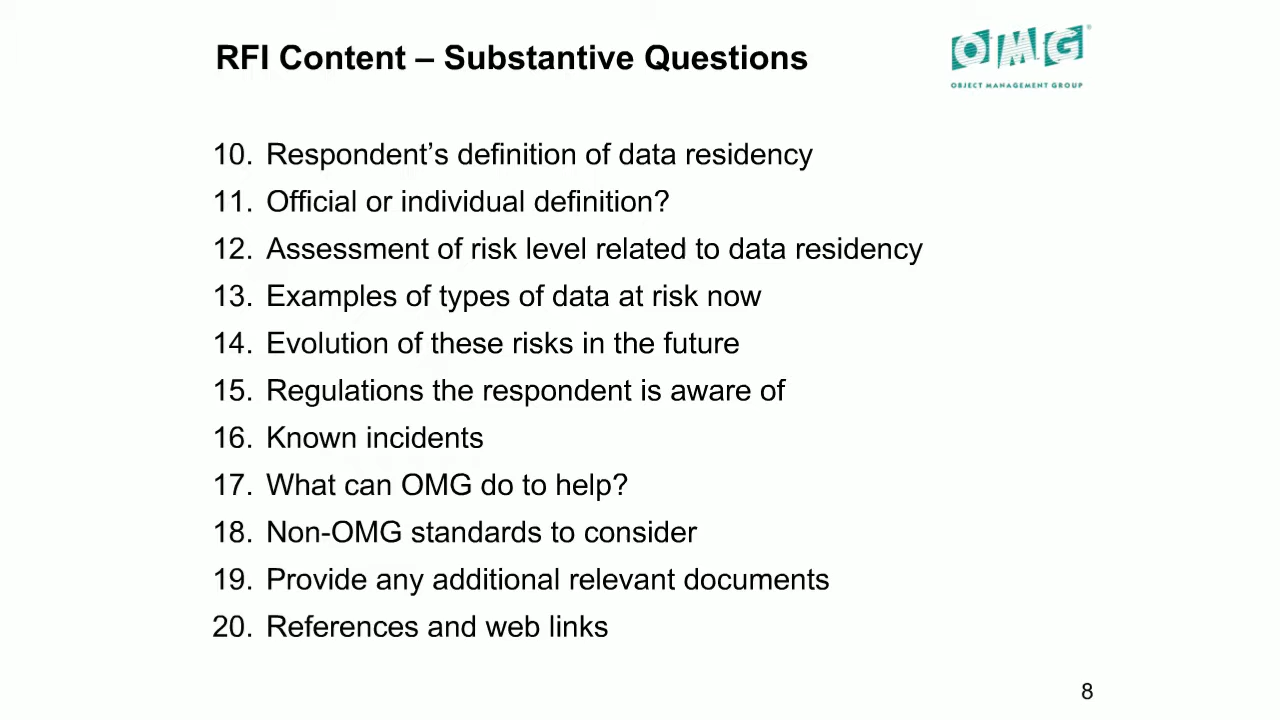 RFI Content – Substantive Questions
OMG®
OBJECT MANAGEMENT GROUP
10. Respondent’s definition of data residency
11. Official or individual definition?
12. Assessment of risk level related to data residency
13. Examples of types of data at risk now
14. Evolution of these risks in the future
15. Regulations the respondent is aware of
16. Known incidents
17. What can OMG do to help?
18. Non-OMG standards to consider
19. Provide any additional relevant documents
20. References and web links
8